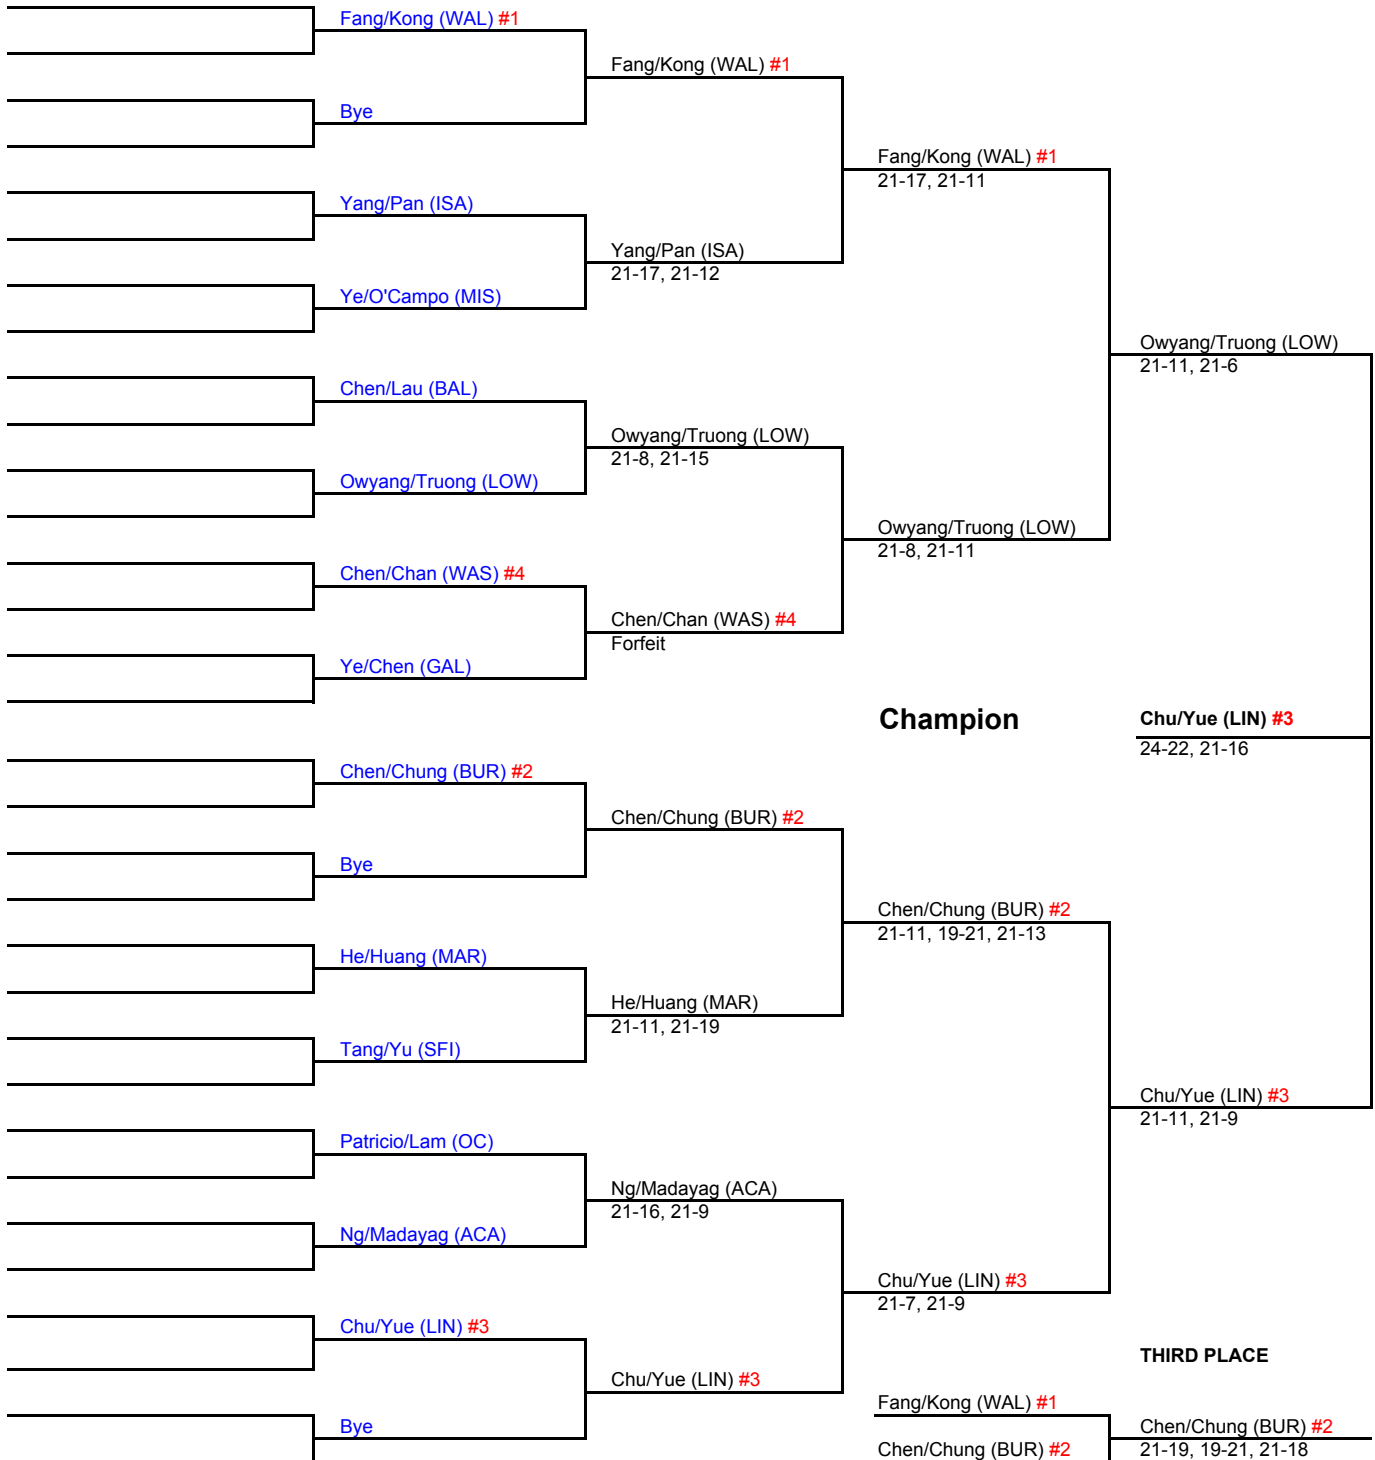 Fang/Kong (WAL) #1
Bye
Yang/Pan (ISA)
Ye/O'Campo (MIS)
Chen/Lau (BAL)
Owyang/Truong (LOW)
Chen/Chan (WAS) #4
Ye/Chen (GAL)
Chen/Chung (BUR) #2
Bye
He/Huang (MAR)
Tang/Yu (SFI)
Patricio/Lam (OC)
Ng/Madayag (ACA)
Chu/Yue (LIN) #3
Bye
Fang/Kong (WAL) #1
Yang/Pan (ISA)
21-17, 21-12
Owyang/Truong (LOW)
21-8, 21-15
Chen/Chan (WAS) #4
Forfeit
Chen/Chung (BUR) #2
He/Huang (MAR)
21-11, 21-19
Ng/Madayag (ACA)
21-16, 21-9
Chu/Yue (LIN) #3
Fang/Kong (WAL) #1
21-17, 21-11
Owyang/Truong (LOW)
21-8, 21-11
Chen/Chung (BUR) #2
21-11, 19-21, 21-13
Chu/Yue (LIN) #3
21-7, 21-9
Owyang/Truong (LOW)
21-11, 21-6
Chu/Yue (LIN) #3
21-11, 21-9
Champion
Chu/Yue (LIN) #3
24-22, 21-16
THIRD PLACE
Fang/Kong (WAL) #1
Chen/Chung (BUR) #2
Chen/Chung (BUR) #2
21-19, 19-21, 21-18